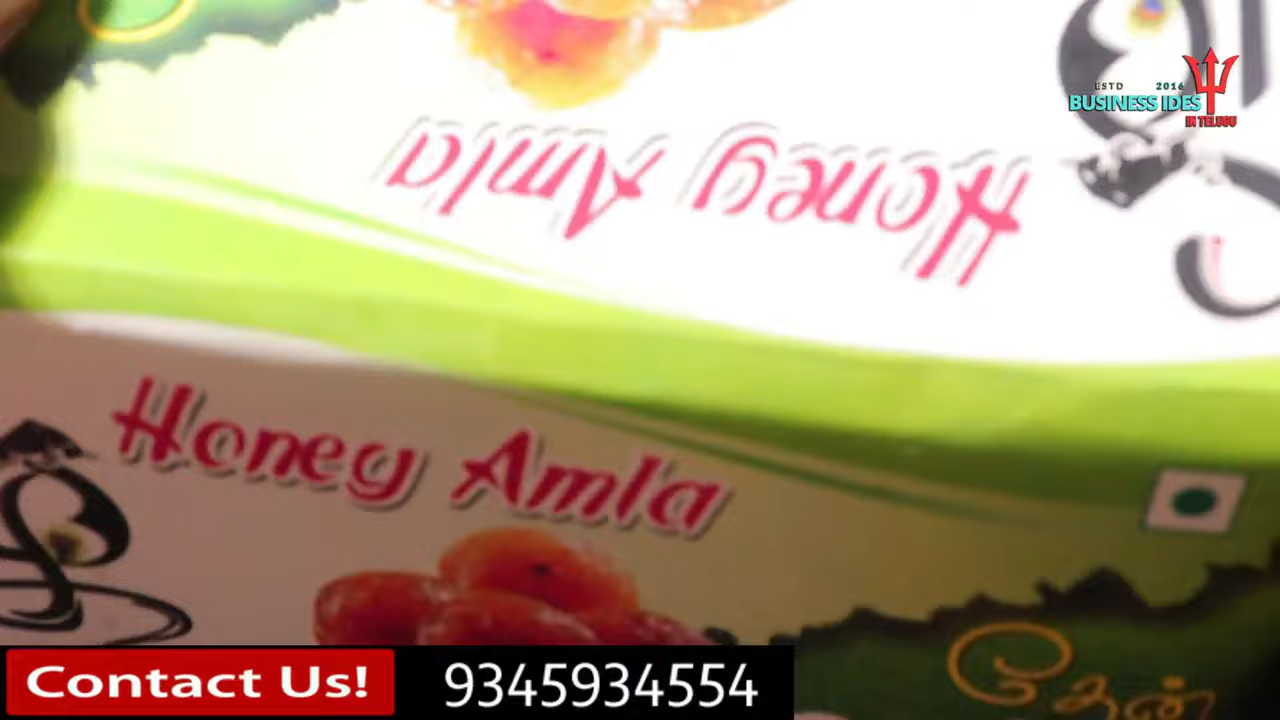 ESTD 2016
BUSINESS IDES
IN TELUGU
Honey Amla
Honey Amla
தேன்
Contact Us! 9345934554